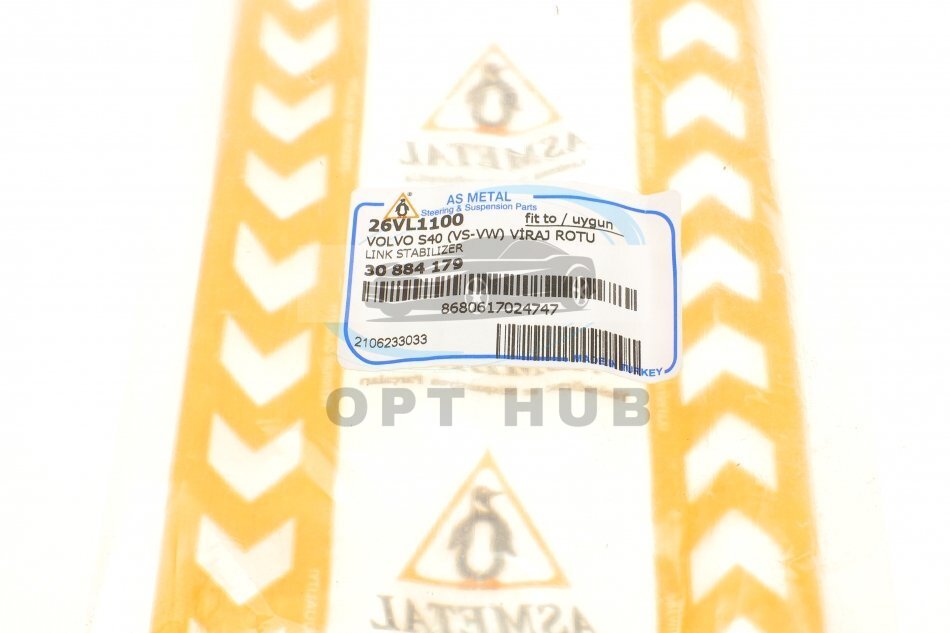 ASMETAL
AS METAL
Steering & Suspension Parts
26VL1100 fit to / uygun
VOLVO S40 (VS-VW) VİRAJ ROTU
LINK STABILIZER
30 884 179
8680617024747
2106233033
MADE IN TURKEY
OPT HUB
ASMETAL